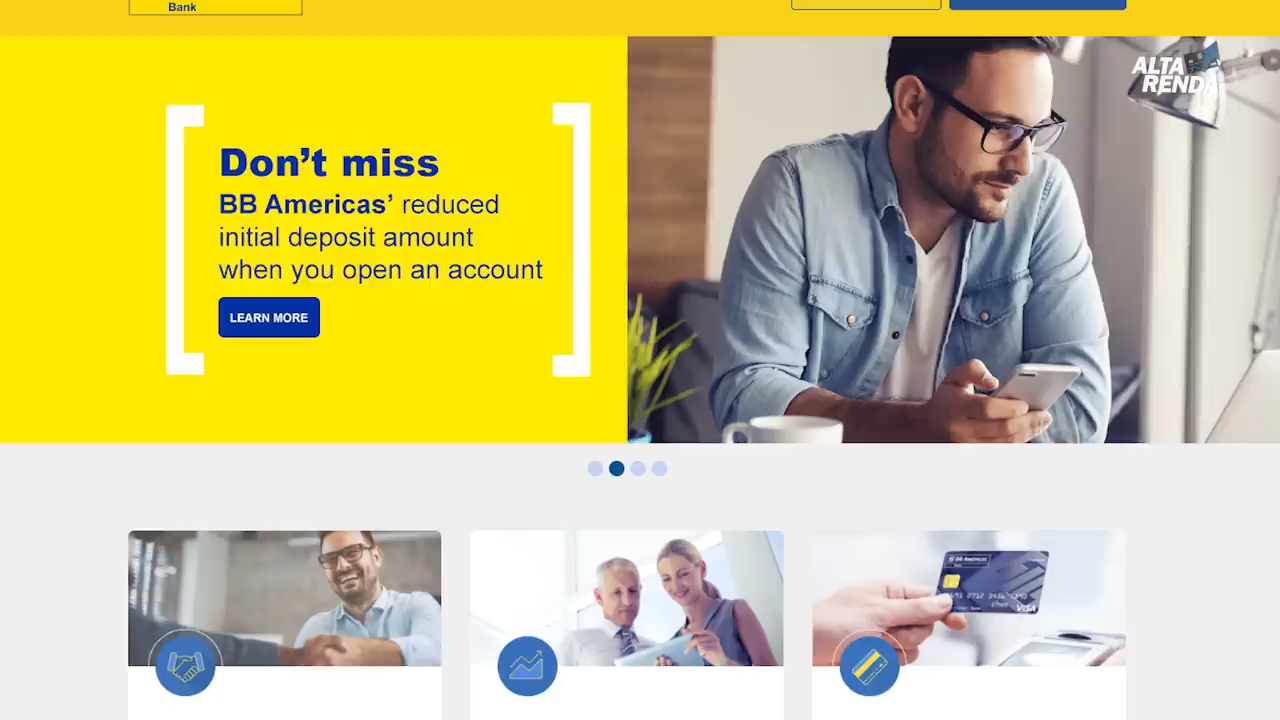 Bank
ALTA
RENDA
Don't miss
BB Americas' reduced
initial deposit amount
when you open an account
LEARN MORE
BB AMERICAS
VISA